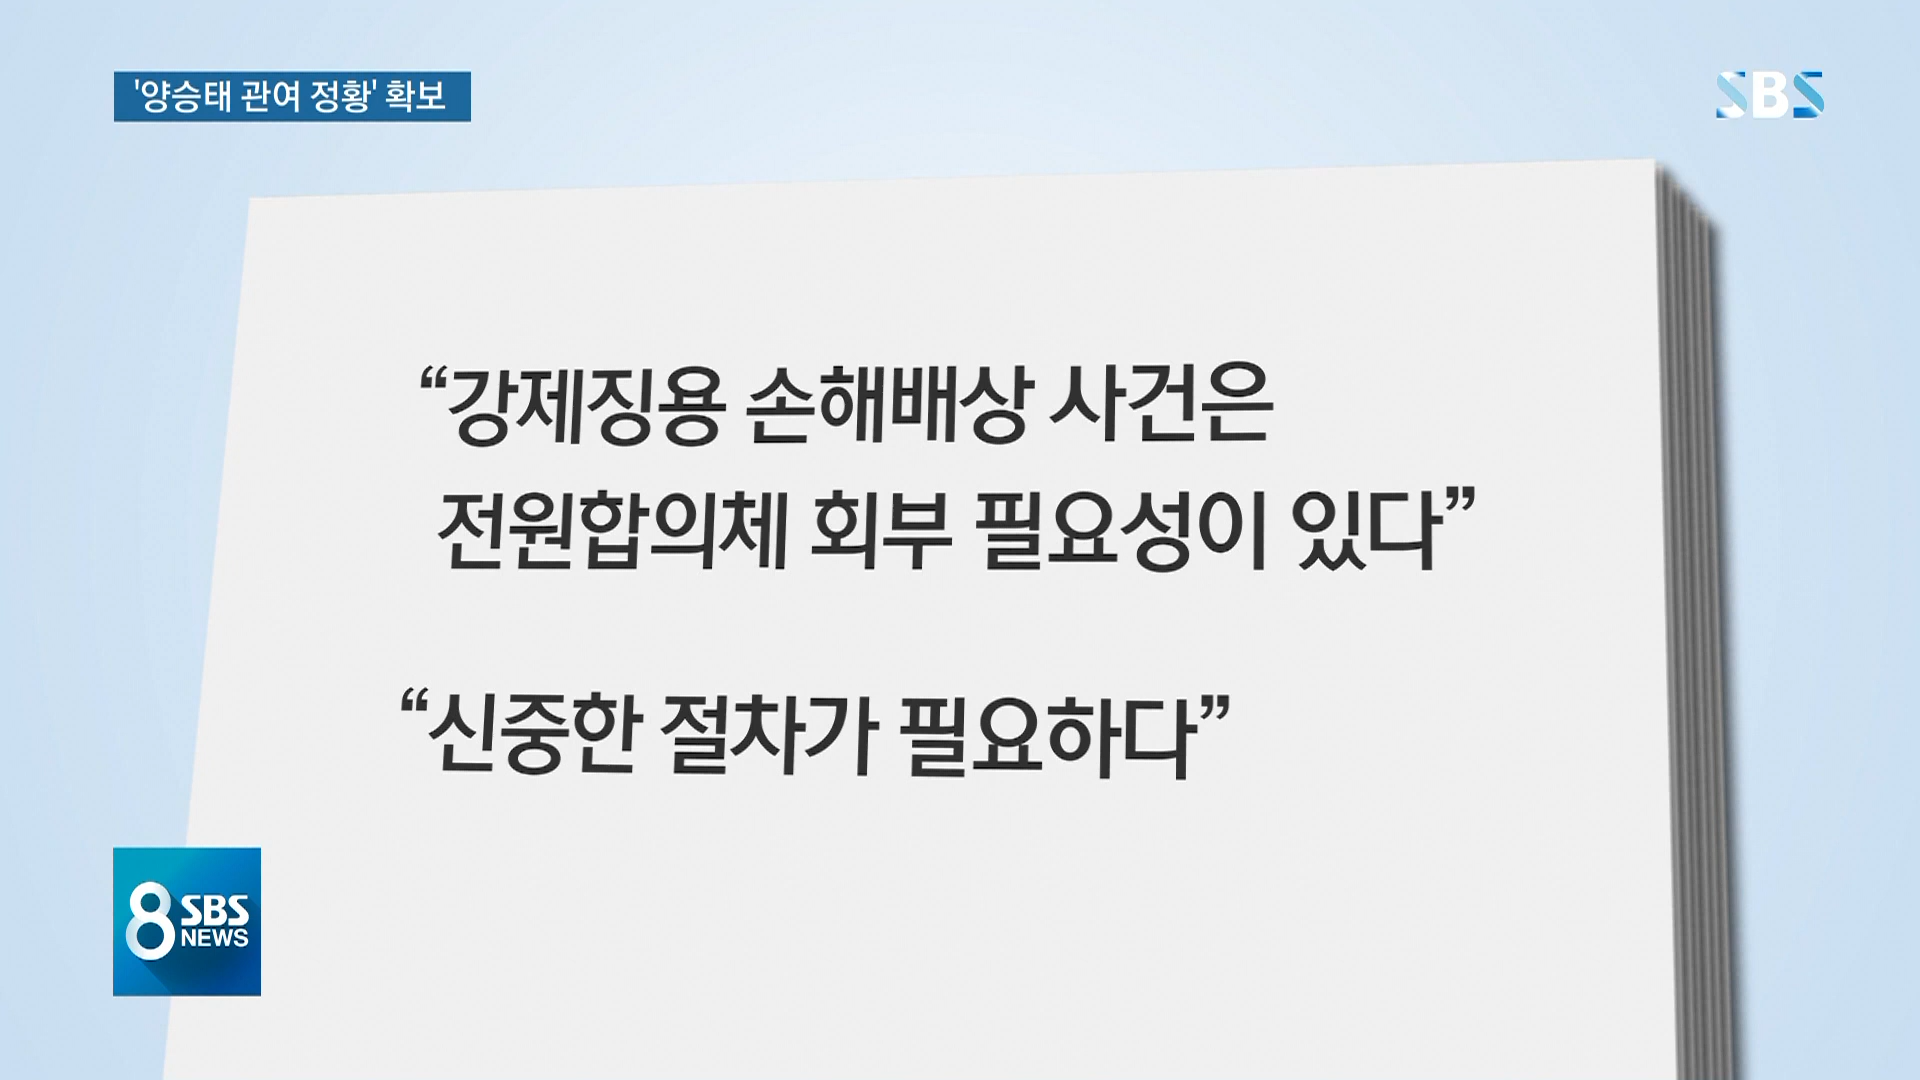 '양승태 관여 정황' 확보
SBS
“강제징용 손해배상 사건은
전원합의체 회부 필요성이 있다”
“신중한 절차가 필요하다”
8 SBS
NEWS